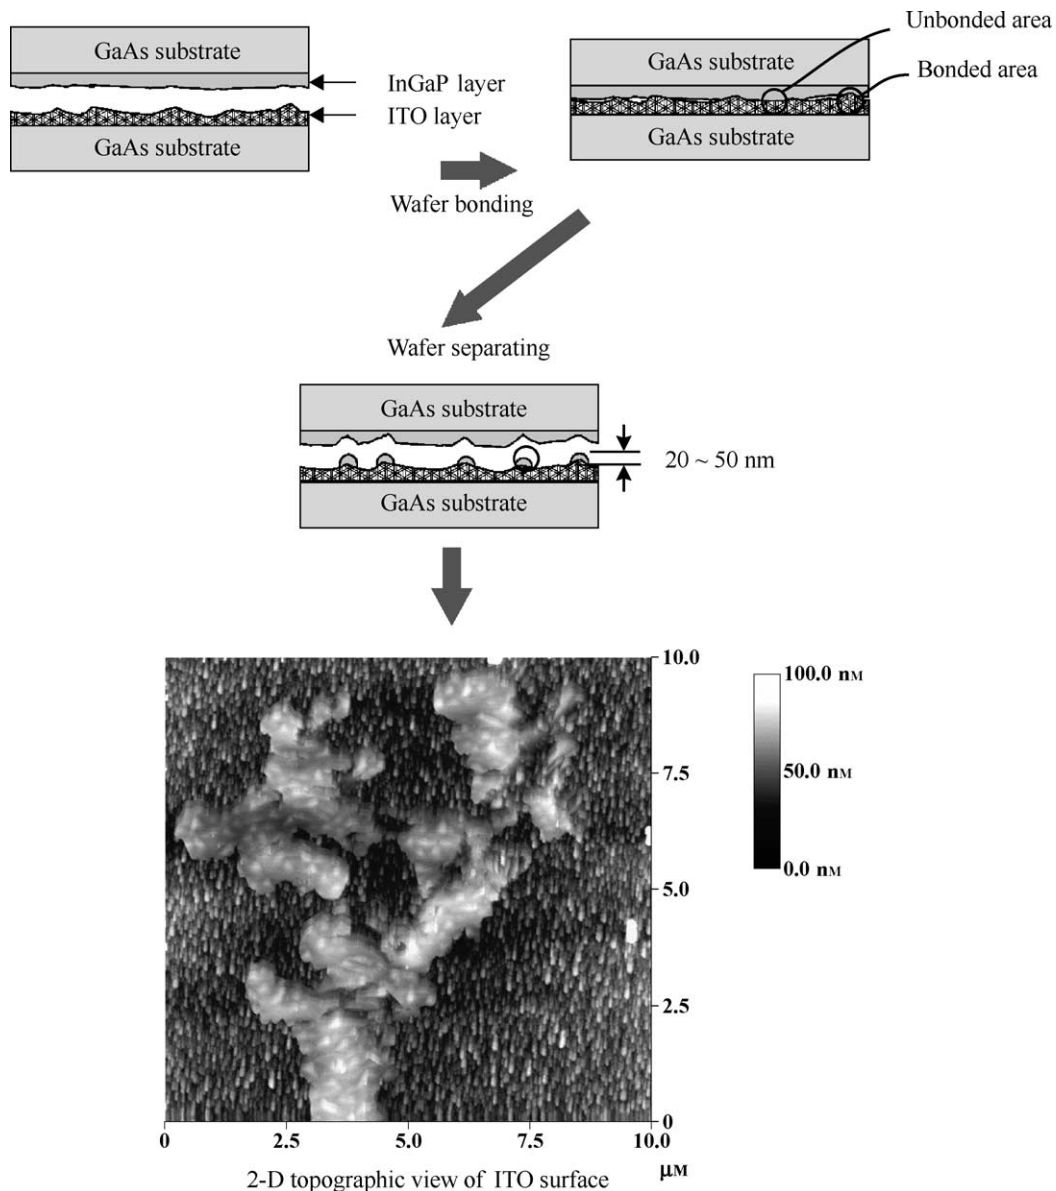 GaAs substrate
InGaP layer
ITO layer
GaAs substrate
Unbonded area
Bonded area
GaAs substrate
GaAs substrate
Wafer bonding
Wafer separating
GaAs substrate
20 ~ 50 nm
GaAs substrate
10.0
7.5
5.0
2.5
0
100.0 nM
50.0 nM
0.0 nM
0
2.5
5.0
7.5
10.0
μM
2-D topographic view of ITO surface